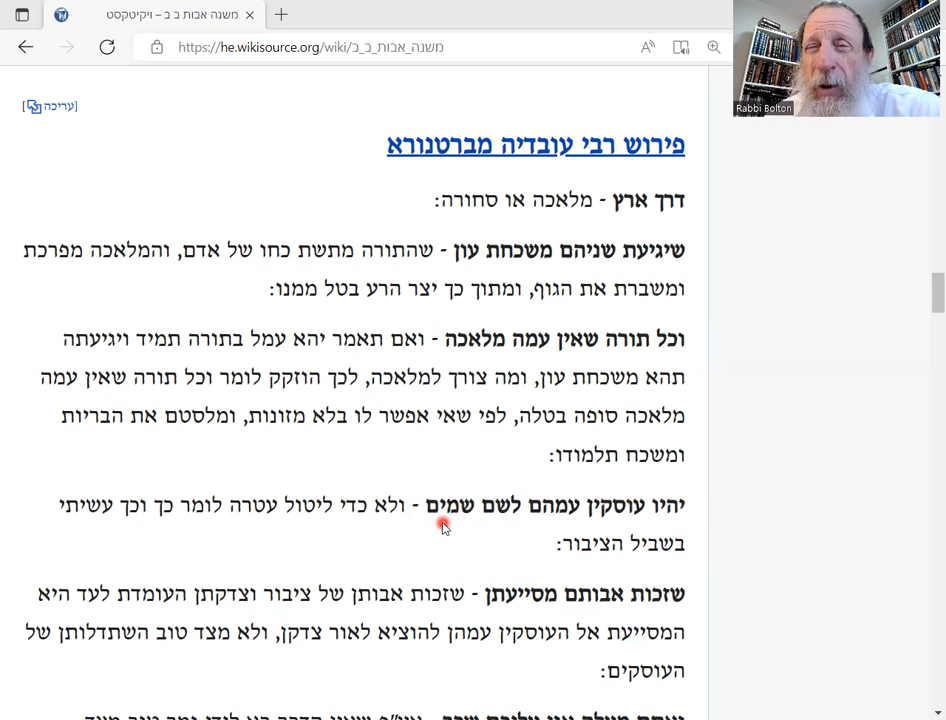 משנה אבות ב ב – ויקיטקסט
https://he.wikisource.org/wiki/משנה_אבות_ב_ב
Rabbi Bolton
[עריכה]
פירוש רבי עובדיה מברטנורא
דרך ארץ - מלאכה או סחורה:
שיגיעת שניהם משכחת עון - שהתורה מתשת כחו של אדם, והמלאכה מפרכת
ומשברת את הגוף, ומתוך כך יצר הרע בטל ממנו:
וכל תורה שאין עמה מלאכה - ואם תאמר יהא עמל בתורה תמיד ויגיעתה
תהא משכחת עון, ומה צורך למלאכה, לכך הוזקק לומר וכל תורה שאין עמה
מלאכה סופה בטלה, לפי שאי אפשר לו בלא מזונות, ומלסטם את הבריות
ומשכח תלמודו:
יהיו עוסקין עמהם לשם שמים - ולא כדי ליטול עטרה לומר כך וכך עשיתי
בשביל הציבור:
שזכות אבותם מסייעתן - שזכות אבותן של ציבור וצדקתן העומדת לעד היא
המסייעת אל העוסקין עמהן להוציא לאור צדקן, ולא מצד טוב השתדלותן של
העוסקים: